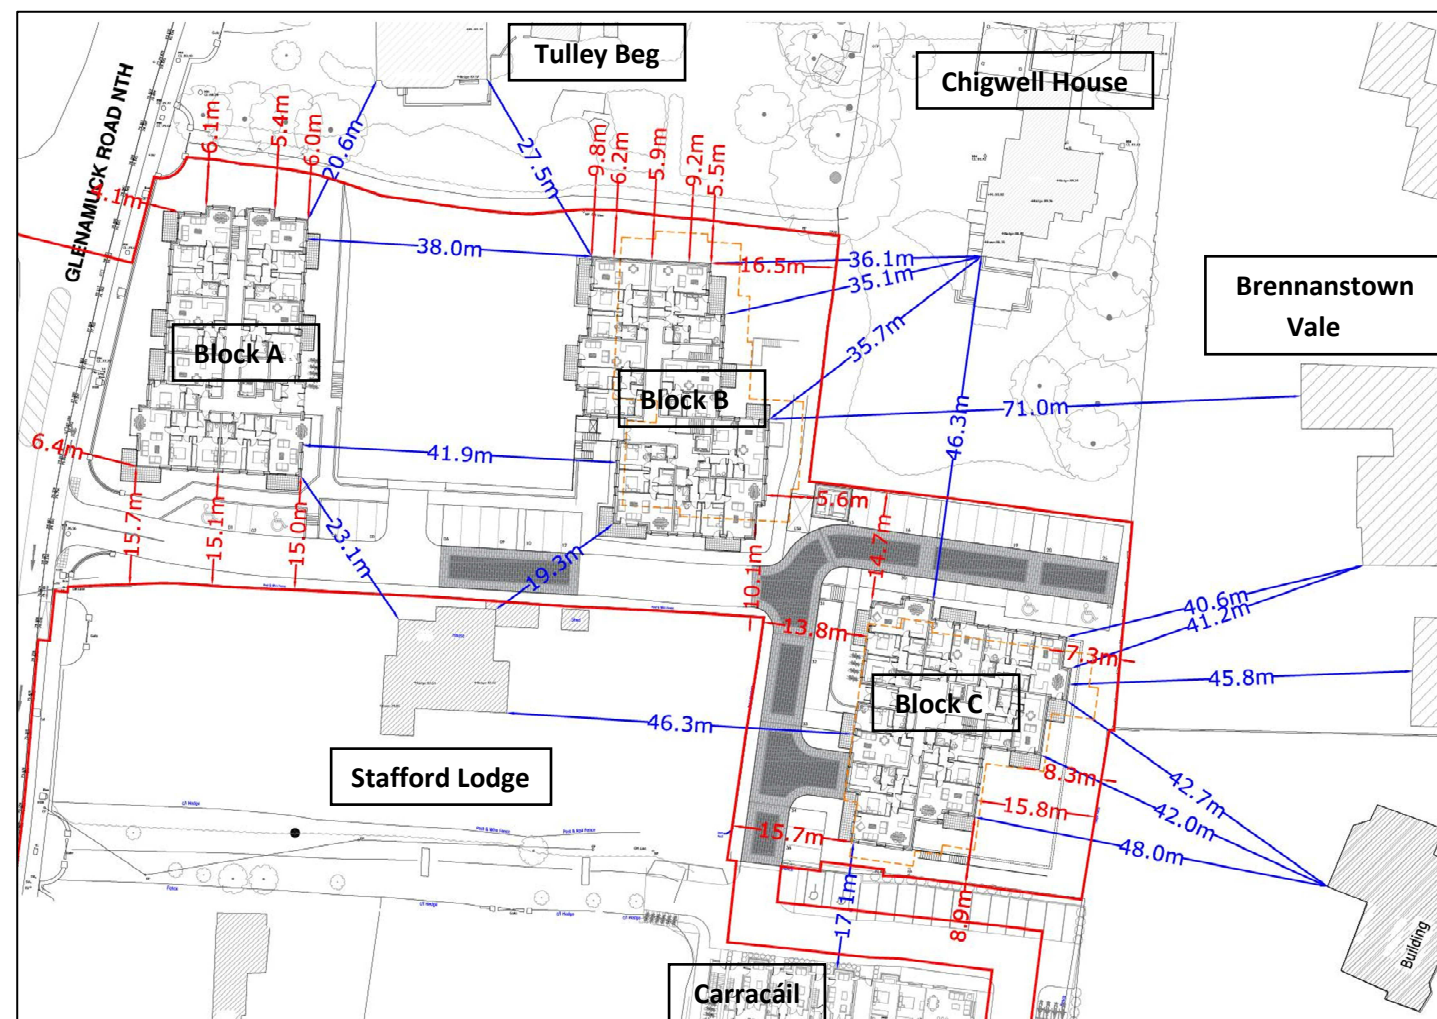 Tulley Beg
Chigwell House
GLENAMUCK ROAD NTH
6.1m
5.4m
6.0m
20.6m
27.5m
9.8m
6.2m
5.9m
9.2m
5.5m
38.0m
16.5m
36.1m
35.1m
35.7m
Brennanstown
Vale
Block A
Block B
71.0m
46.3m
6.4m
41.9m
15.7m
15.1m
15.0m
23.1m
19.3m
5.6m
10.1m
14.7m
13.8m
40.6m
41.2m
7.3m
45.8m
Block C
46.3m
Stafford Lodge
8.3m
42.7m
15.8m
42.0m
15.7m
48.0m
17.1m
8.9m
Building
Carracáil